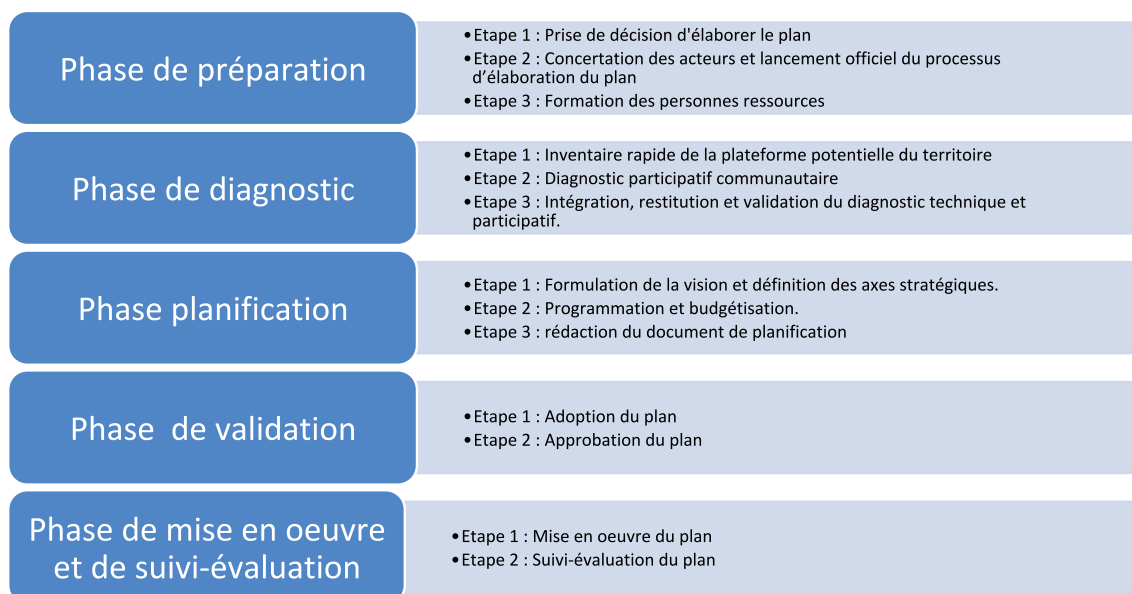 Phase de préparation
•Etape 1 : Prise de décision d'élaborer le plan
•Etape 2 : Concertation des acteurs et lancement officiel du processus
d’élaboration du plan
•Etape 3 : Formation des personnes ressources
Phase de diagnostic
•Etape 1 : Inventaire rapide de la plateforme potentielle du territoire
•Etape 2 : Diagnostic participatif communautaire
•Etape 3 : Intégration, restitution et validation du diagnostic technique et
participatif.
Phase planification
•Etape 1 : Formulation de la vision et définition des axes stratégiques.
•Etape 2 : Programmation et budgétisation.
•Etape 3 : rédaction du document de planification
Phase  de validation
•Etape 1 : Adoption du plan
•Etape 2 : Approbation du plan
Phase de mise en oeuvre
et de suivi-évaluation
•Etape 1 : Mise en oeuvre du plan
•Etape 2 : Suivi-évaluation du plan